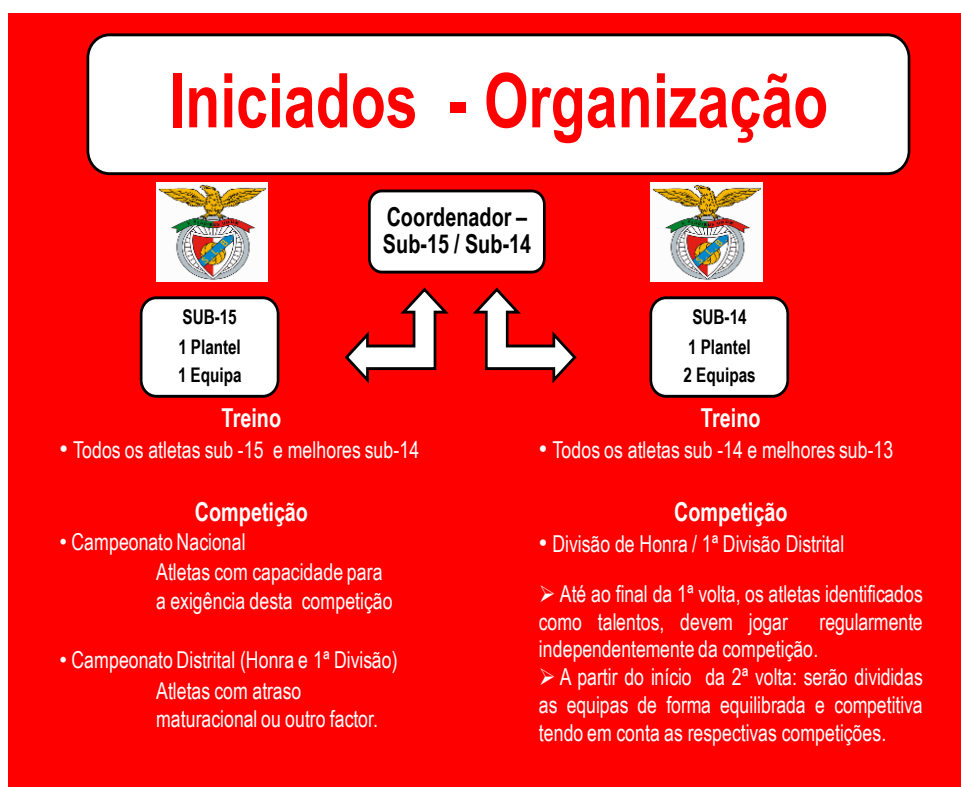 Iniciados - Organização
Coordenador –
Sub-15 / Sub-14
SUB-15
1 Plantel
1 Equipa
Treino
• Todos os atletas sub -15 e melhores sub-14
Competição
• Campeonato Nacional
Atletas com capacidade para
a exigência desta competição
• Campeonato Distrital (Honra e 1ª Divisão)
Atletas com atraso
maturacional ou outro factor.
SUB-14
1 Plantel
2 Equipas
Treino
• Todos os atletas sub -14 e melhores sub-13
Competição
• Divisão de Honra / 1ª Divisão Distrital
➢ Até ao final da 1ª volta, os atletas identificados
como talentos, devem jogar regularmente
independentemente da competição.
➢ A partir do início da 2ª volta: serão divididas
as equipas de forma equilibrada e competitiva
tendo em conta as respectivas competições.